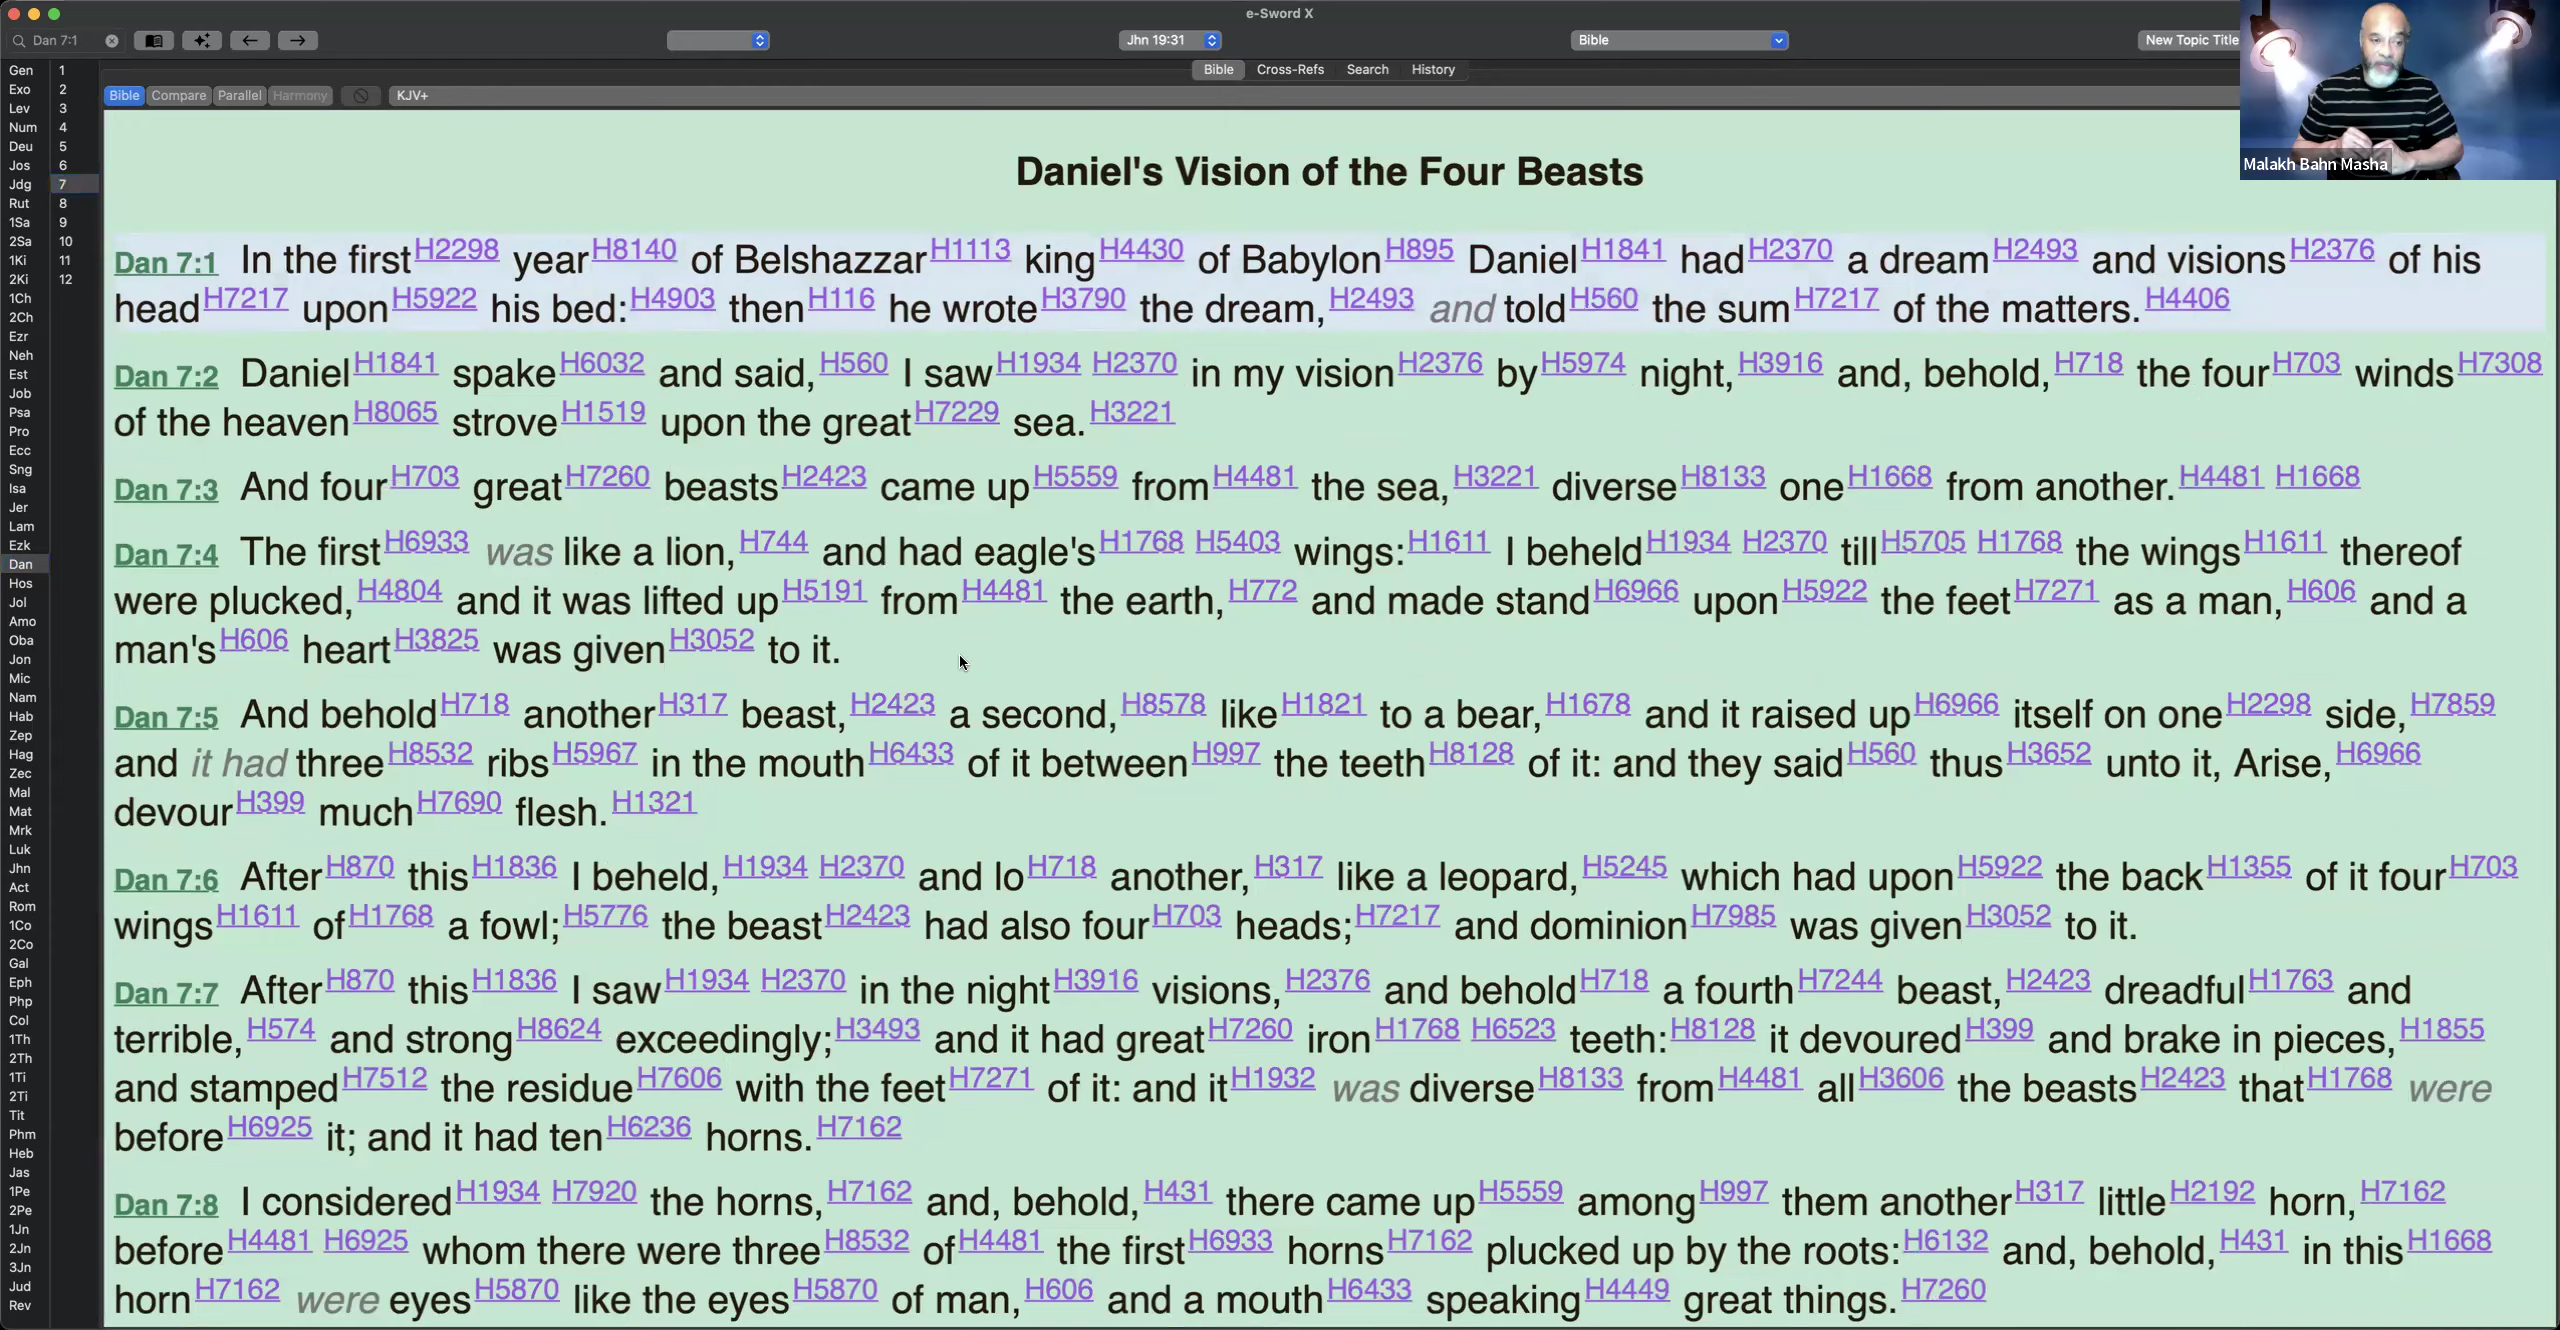 e-Sword X
Dan 7:1
Jhn 19:31
Bible
New Topic Title
Bible Cross-Refs Search History
Bible Compare Parallel Harmony KJV+
Malakh Bahn Masha
Gen 1
Exo 2
Lev 3
Num 4
Deu 5
Jos 6
Jdg 7
Rut 8
1Sa 9
2Sa 10
1Ki 11
2Ki 12
1Ch
2Ch
Ezr
Neh
Est
Job
Psa
Pro
Ecc
Sng
Isa
Jer
Lam
Ezk
Dan
Hos
Jol
Amo
Oba
Jon
Mic
Nam
Hab
Zep
Hag
Zec
Mal
Mat
Mrk
Luk
Jhn
Act
Rom
1Co
2Co
Gal
Eph
Php
Col
1Th
2Th
1Ti
2Ti
Tit
Phm
Heb
Jas
1Pe
2Pe
1Jn
2Jn
3Jn
Jud
Rev
Daniel's Vision of the Four Beasts
Dan 7:1 In the first H2298 year H8140 of Belshazzar H1113 king H4430 of Babylon H895 Daniel H1841 had H2370 a dream H2493 and visions H2376 of his
head H7217 upon H5922 his bed: H4903 then H116 he wrote H3790 the dream, H2493 and told H560 the sum H7217 of the matters. H4406
Dan 7:2 Daniel H1841 spake H6032 and said, H560 I saw H1934 H2370 in my vision H2376 by H5974 night, H3916 and, behold, H718 the four H703 winds H7308
of the heaven H8065 strove H1519 upon the great H7229 sea. H3221
Dan 7:3 And four H703 great H7260 beasts H2423 came up H5559 from H4481 the sea, H3221 diverse H8133 one H1668 from another. H4481 H1668
Dan 7:4 The first H6933 was like a lion, H744 and had eagle's H1768 H5403 wings: H1611 I beheld H1934 H2370 till H5705 H1768 the wings H1611 thereof
were plucked, H4804 and it was lifted up H5191 from H4481 the earth, H772 and made stand H6966 upon H5922 the feet H7271 as a man, H606 and a
man's H606 heart H3825 was given H3052 to it.
Dan 7:5 And behold H718 another H317 beast, H2423 a second, H8578 like H1821 to a bear, H1678 and it raised up H6966 itself on one H2298 side, H7859
and it had three H8532 ribs H5967 in the mouth H6433 of it between H997 the teeth H8128 of it: and they said H560 thus H3652 unto it, Arise, H6966
devour H399 much H7690 flesh. H1321
Dan 7:6 After H870 this H1836 I beheld, H1934 H2370 and lo H718 another, H317 like a leopard, H5245 which had upon H5922 the back H1355 of it four H703
wings H1611 of H1768 a fowl; H5776 the beast H2423 had also four H703 heads; H7217 and dominion H7985 was given H3052 to it.
Dan 7:7 After H870 this H1836 I saw H1934 H2370 in the night H3916 visions, H2376 and behold H718 a fourth H7244 beast, H2423 dreadful H1763 and
terrible, H574 and strong H8624 exceedingly; H3493 and it had great H7260 iron H1768 H6523 teeth: H8128 it devoured H399 and brake in pieces, H1855
and stamped H7512 the residue H7606 with the feet H7271 of it: and it H1932 was diverse H8133 from H4481 all H3606 the beasts H2423 that H1768 were
before H6925 it; and it had ten H6236 horns. H7162
Dan 7:8 I considered H1934 H7920 the horns, H7162 and, behold, H431 there came up H5559 among H997 them another H317 little H2192 horn, H7162
before H4481 H6925 whom there were three H8532 of H4481 the first H6933 horns H7162 plucked up by the roots: H6132 and, behold, H431 in this H1668
horn H7162 were eyes H5870 like the eyes H5870 of man, H606 and a mouth H6433 speaking H4449 great things. H7260